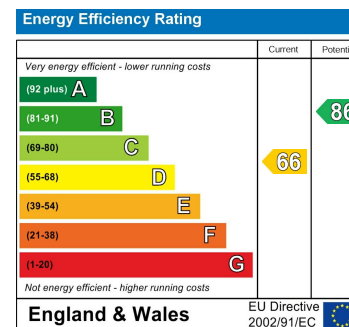 Energy Efficiency Rating
Current Potenti
Very energy efficient - lower running costs
(92 plus) A
(81-91) B
86
(69-80) C
66
(55-68) D
(39-54) E
(21-38) F
(1-20) G
Not energy efficient - higher running costs
England & Wales
EU Directive
2002/91/EC